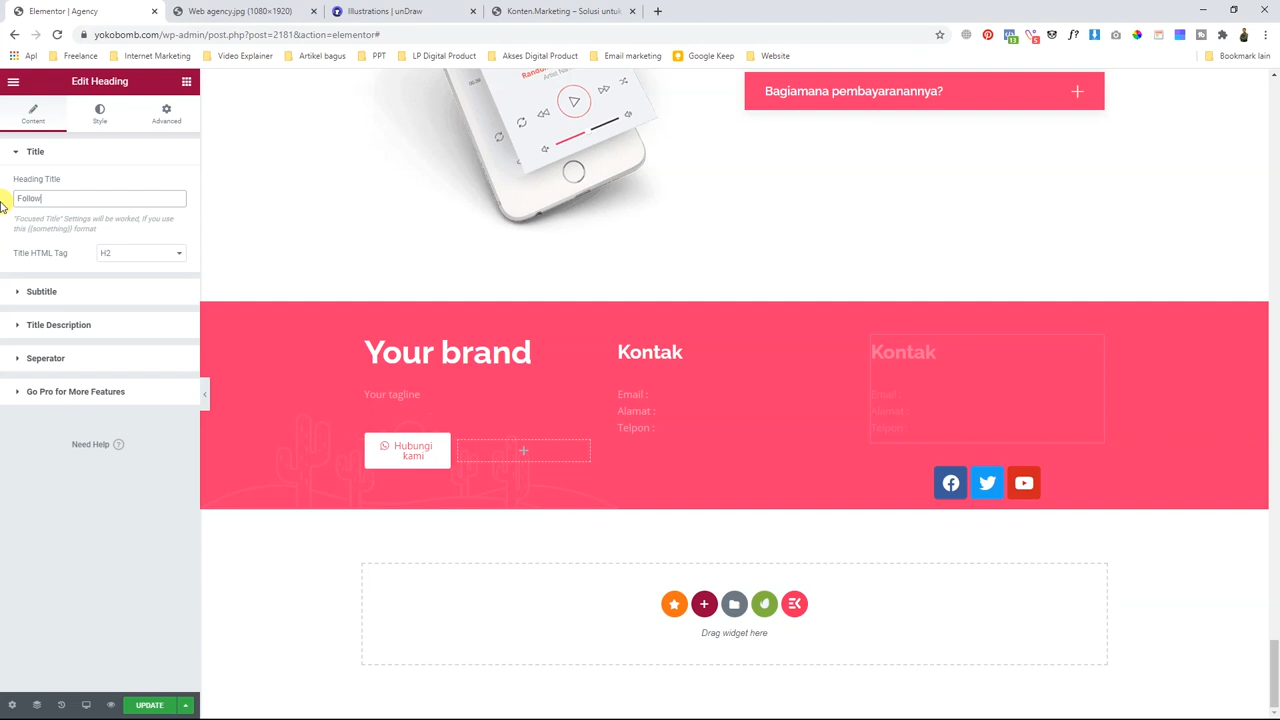 Elementor | Agency
Web agency.jpg (1080×1920)
Illustrations | unDraw
Konten.Marketing – Solusi untuk
yokobomb.com/wp-admin/post.php?post=2181&action=elementor#
Apl
Freelance
Internet Marketing
Video Explainer
Artikel bagus
PPT
LP Digital Product
Akses Digital Product
Email marketing
Google Keep
Website
Bookmark lain
Edit Heading
Content
Style
Advanced
Title
Heading Title
Follow
"Focused Title" Settings will be worked, If you use
this {{something}} format
Title HTML Tag
H2
Subtitle
Title Description
Seperator
Go Pro for More Features
Need Help
UPDATE
Bagiamana pembayaranannya?
Your brand
Your tagline
Hubungi
kami
Kontak
Email :
Alamat :
Telpon :
Kontak
Email :
Alamat :
Telpon :
Drag widget here